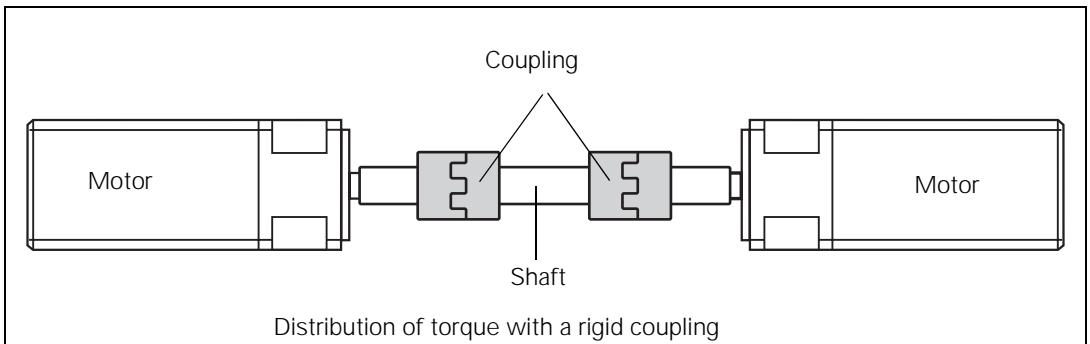 Coupling
Motor
Motor
Shaft
Distribution of torque with a rigid coupling